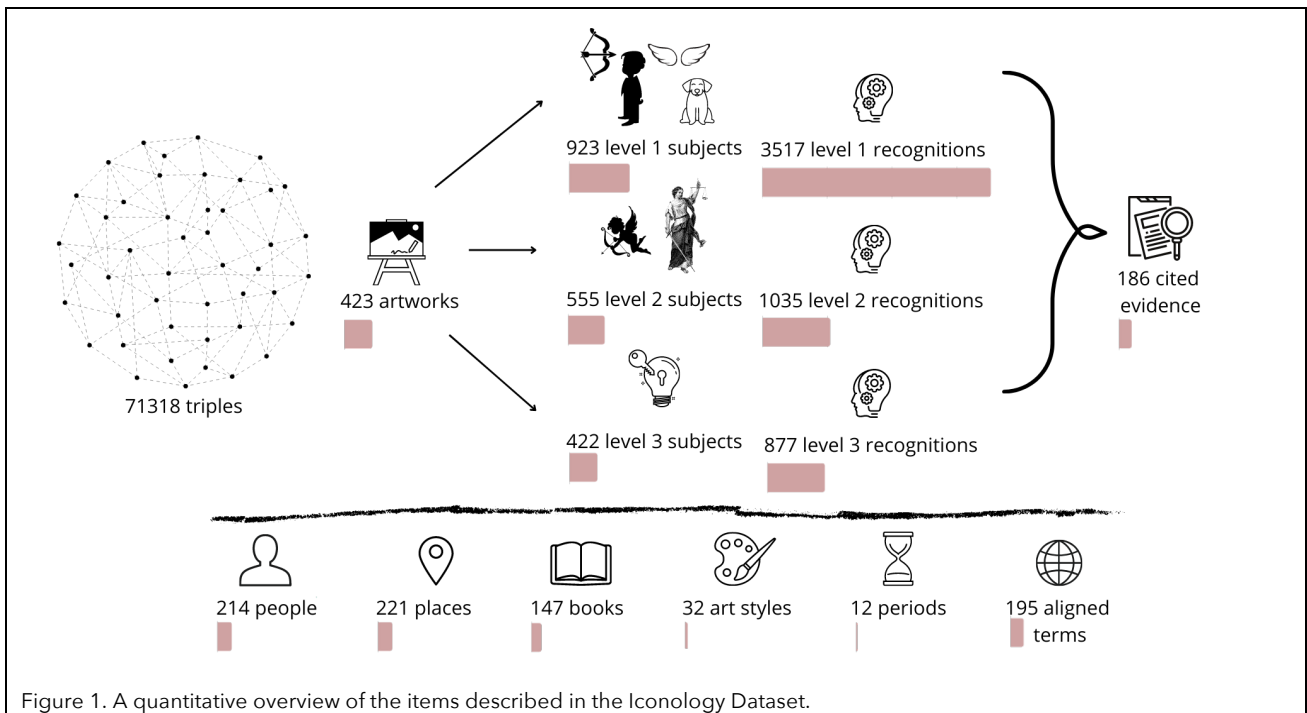 923 level 1 subjects
3517 level 1 recognitions
423 artworks
555 level 2 subjects
1035 level 2 recognitions
186 cited
evidence
71318 triples
422 level 3 subjects
877 level 3 recognitions
214 people
221 places
147 books
32 art styles
12 periods
195 aligned
terms
Figure 1. A quantitative overview of the items described in the Iconology Dataset.